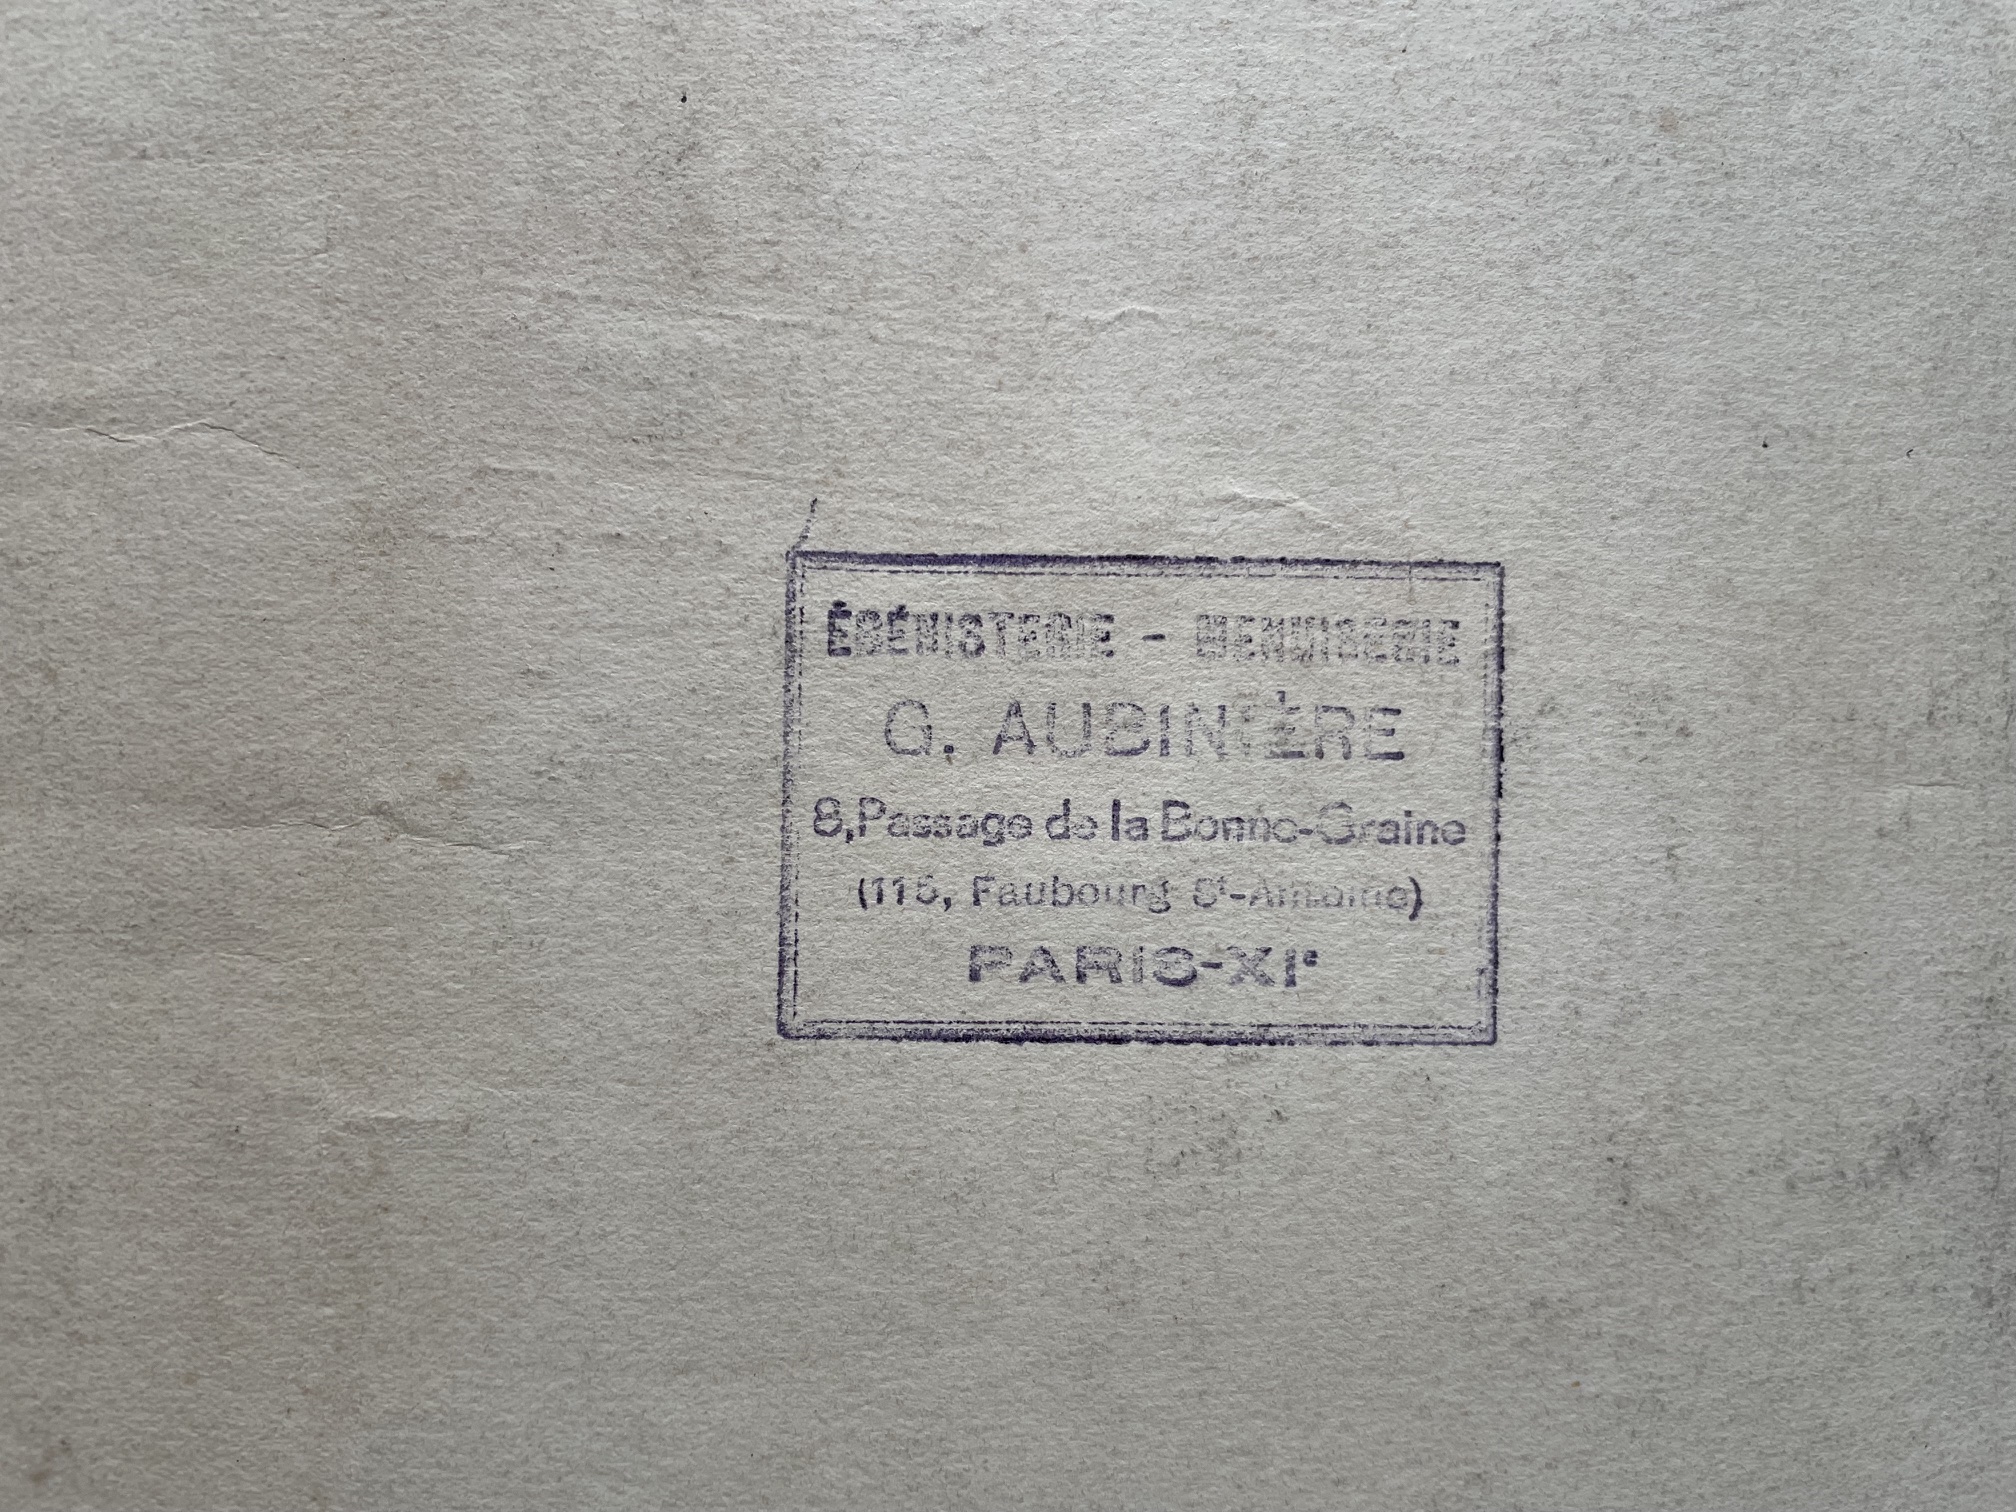 ÉBÉNISTERIE - MENUISERIE
G. AUBINIÈRE
8, Passage de la Bonne-Graine
(115, Faubourg St-Antoine)
PARIS-XIe